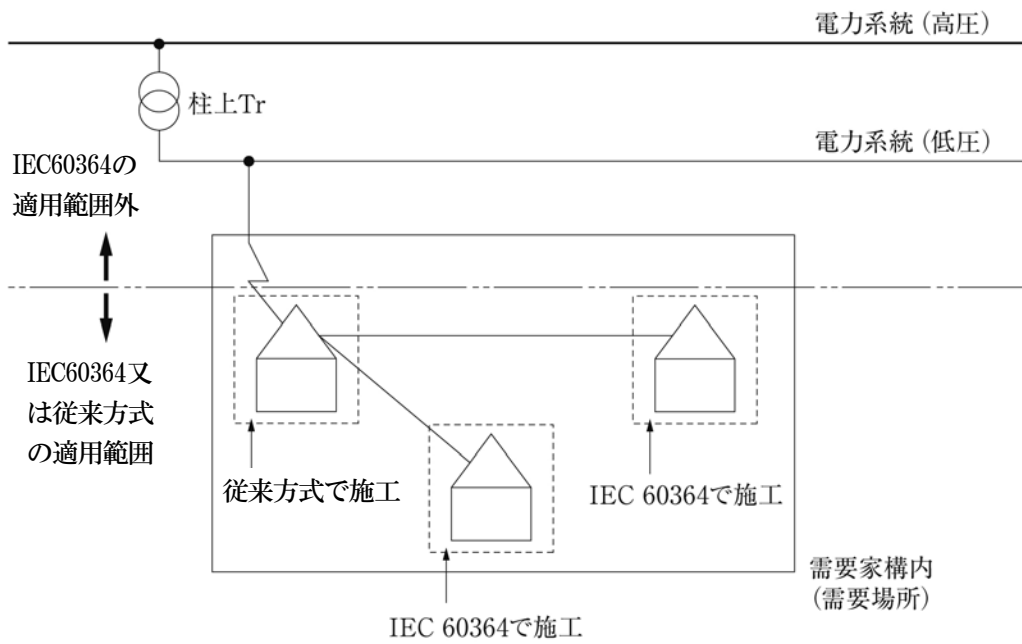 電力系統（高圧）
柱上Tr
電力系統（低圧）
IEC60364の
適用範囲外
IEC60364又
は従来方式
の適用範囲
従来方式で施工
IEC 60364で施工
IEC 60364で施工
需要家構内
（需要場所）